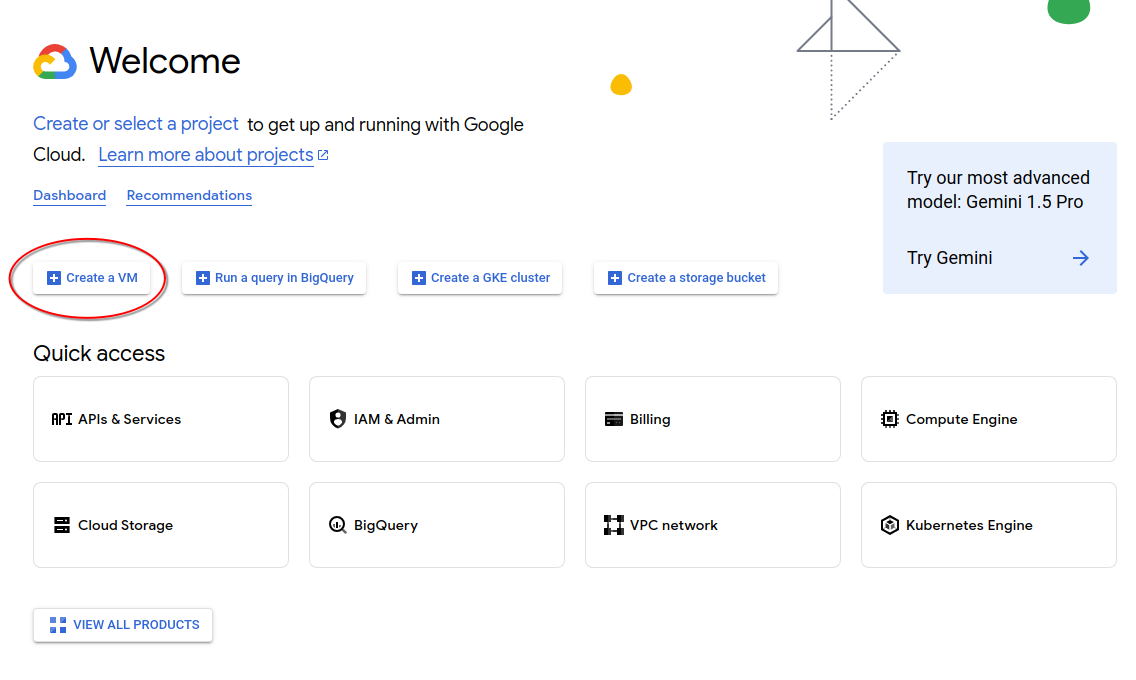 Welcome
Create or select a project to get up and running with Google
Cloud. Learn more about projects
Dashboard Recommendations
Try our most advanced
model: Gemini 1.5 Pro
Try Gemini
Create a VM Run a query in BigQuery Create a GKE cluster Create a storage bucket
Quick access
API APIs & Services IAM & Admin Billing Compute Engine
Cloud Storage BigQuery VPC network Kubernetes Engine
VIEW ALL PRODUCTS